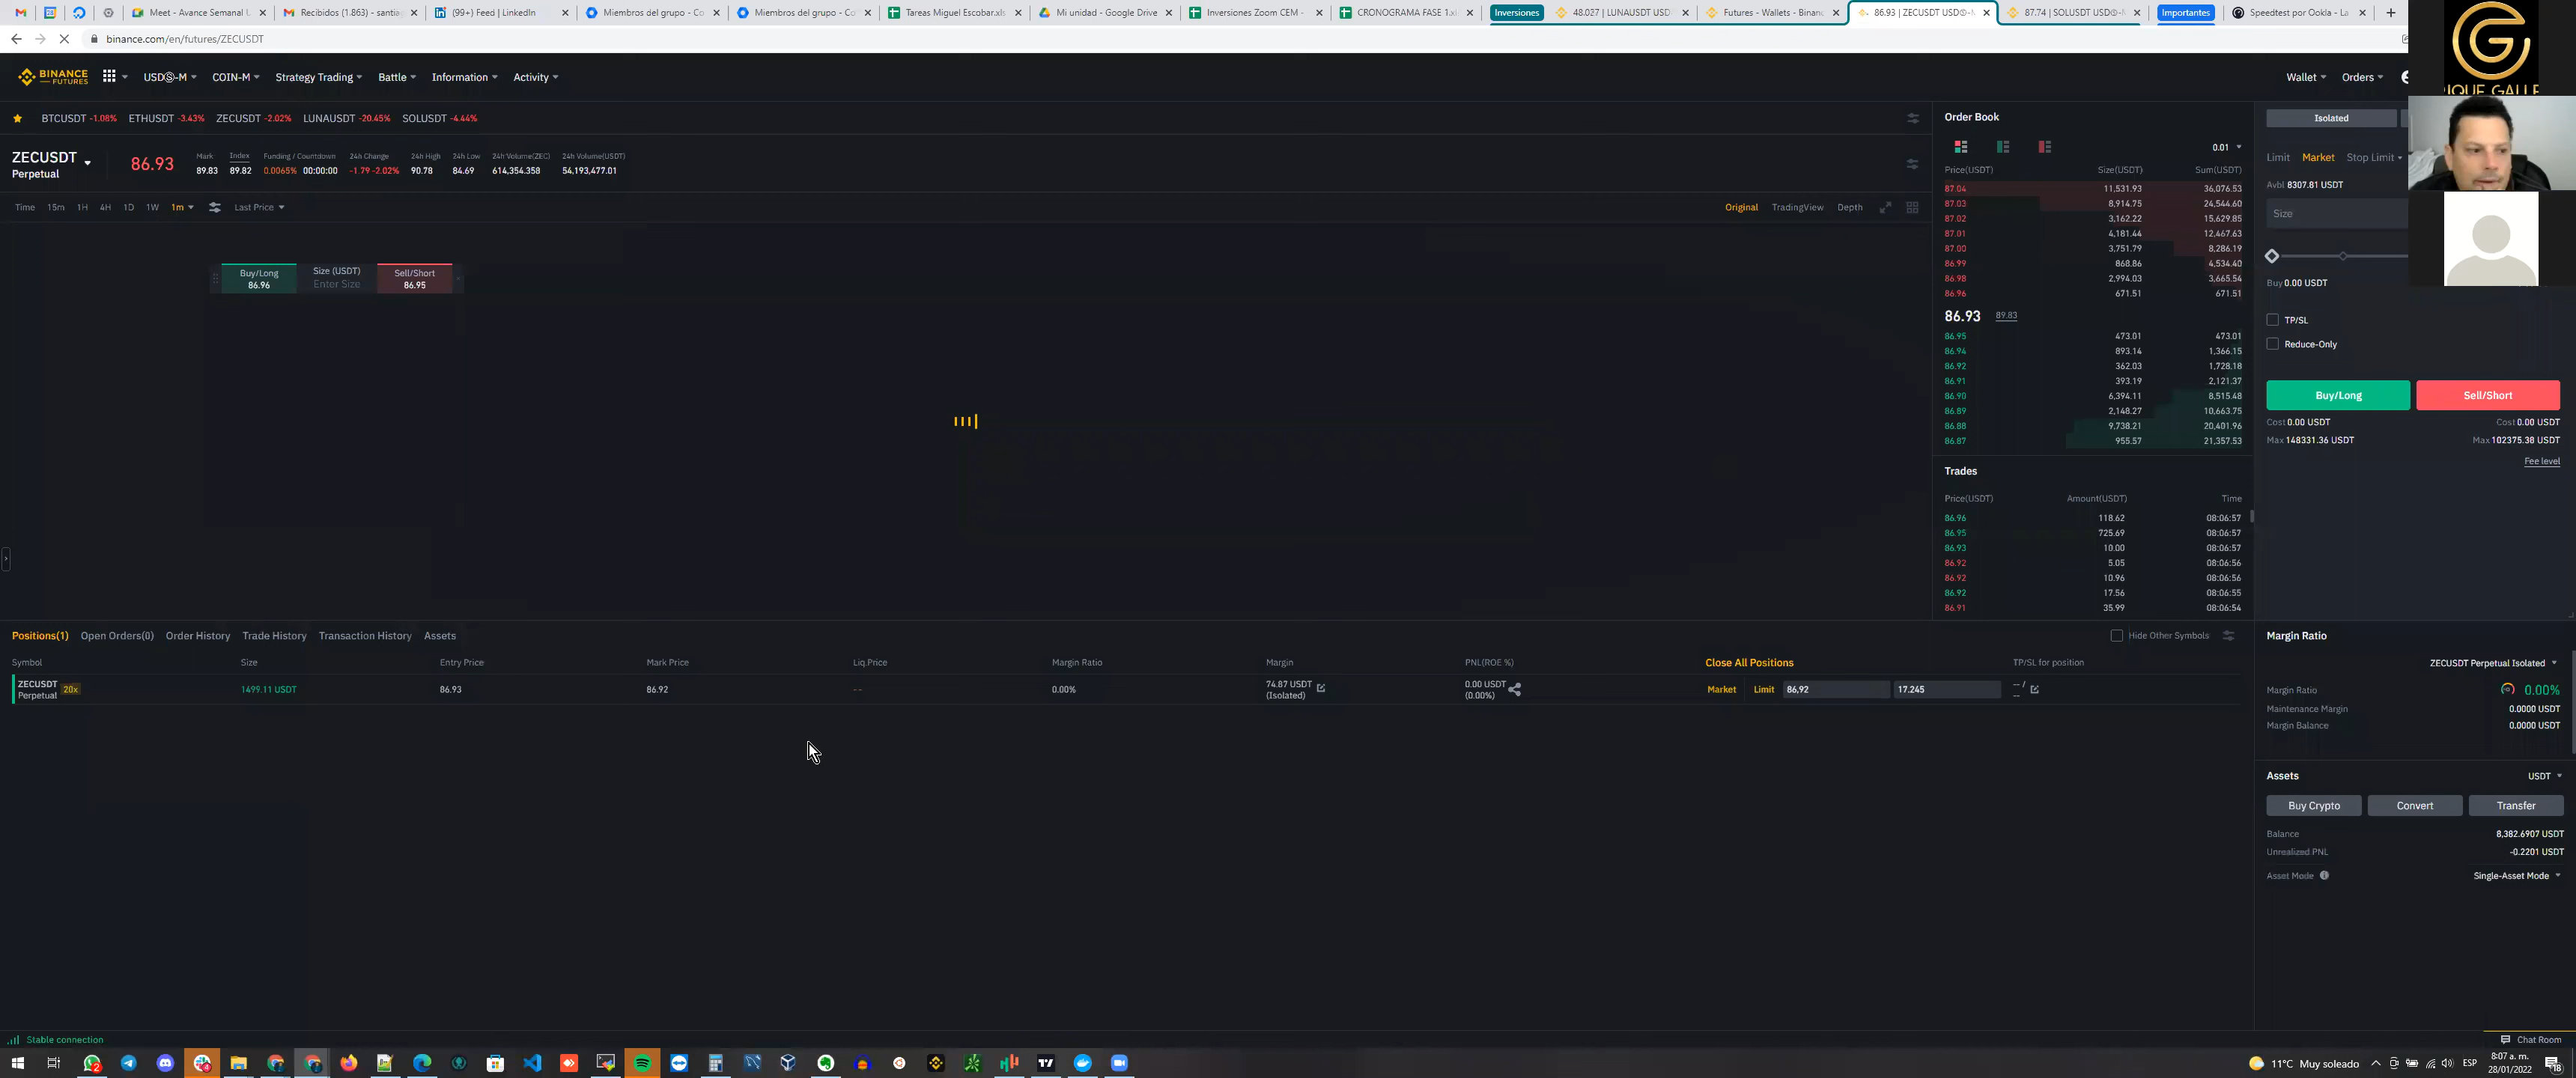 Meet - Avance Semanal U
Recibidos (1.863) - santia
(99+) Feed | LinkedIn
Miembros del grupo - Co
Miembros del grupo - Co
Tareas Miguel Escobar.xls
Mi unidad - Google Drive
Inversiones Zoom CEM -
CRONOGRAMA FASE 1.xl
Inversiones
48.027 | LUNAUSDT USD
Futures - Wallets - Binanc
86.93 | ZECUSDT USDⓈ-M
87.74 | SOLUSDT USDⓈ-M
Importantes
Speedtest por Ookla - La
binance.com/en/futures/ZECUSDT
BINANCE
FUTURES
USDⓈ-M COIN-M Strategy Trading Battle Information Activity
Wallet Orders
BTCUSDT -1.08% ETHUSDT -3.43% ZECUSDT -2.02% LUNAUSDT -20.45% SOLUSDT -4.44%
ZECUSDT
Perpetual
86.93
Mark Index Funding / Countdown 24h Change 24h High 24h Low 24h Volume(ZEC) 24h Volume(USDT)
89.83 89.82 0.0065% 00:00:00 -1.79 -2.02% 90.78 84.69 614,354.358 54,193,477.01
Time 15m 1H 4H 1D 1W 1m Last Price
Original TradingView Depth
Buy/Long Size (USDT) Sell/Short
86.96 Enter Size 86.95
Order Book
0.01
Price(USDT) Size(USDT) Sum(USDT)
87.04 11,531.93 36,076.53
87.03 8,914.75 24,544.60
87.02 3,162.22 15,629.85
87.01 4,181.44 12,467.63
87.00 3,751.79 8,286.19
86.99 868.86 4,534.40
86.98 2,994.03 3,665.54
86.96 671.51 671.51
86.93 89.83
86.95 473.01 473.01
86.94 893.14 1,366.15
86.92 362.03 1,728.18
86.91 393.19 2,121.37
86.90 6,394.11 8,515.48
86.89 2,148.27 10,663.75
86.88 9,738.21 20,401.96
86.87 955.57 21,357.53
Trades
Price(USDT) Amount(USDT) Time
86.96 118.62 08:06:57
86.95 725.69 08:06:57
86.93 10.00 08:06:57
86.92 5.05 08:06:56
86.92 10.96 08:06:56
86.92 17.56 08:06:55
86.91 35.99 08:06:54
Isolated
Limit Market Stop Limit
Avbl 8307.81 USDT
Size
Buy 0.00 USDT
TP/SL
Reduce-Only
Buy/Long Sell/Short
Cost 0.00 USDT Cost 0.00 USDT
Max 148331.36 USDT Max 102375.30 USDT
Fee level
Positions(1) Open Orders(0) Order History Trade History Transaction History Assets
Hide Other Symbols
Symbol Size Entry Price Mark Price Liq.Price Margin Ratio Margin PNL(ROE %) Close All Positions TP/SL for position
ZECUSDT 20x 1499.11 USDT 86.93 86.92 -- 0.00% 74.87 USDT 0.00 USDT Market Limit 86.92 17.245 -- /
Perpetual (Isolated) (0.00%) --
Margin Ratio
ZECUSDT Perpetual Isolated
Margin Ratio 0.00%
Maintenance Margin 0.0000 USDT
Margin Balance 0.0000 USDT
Assets USDT
Buy Crypto Convert Transfer
Balance 8,382.6907 USDT
Unrealized PNL -0.2201 USDT
Asset Mode Single-Asset Mode
Stable connection
Chat Room
11°C Muy soleado ESP
8:07 a. m.
28/01/2022